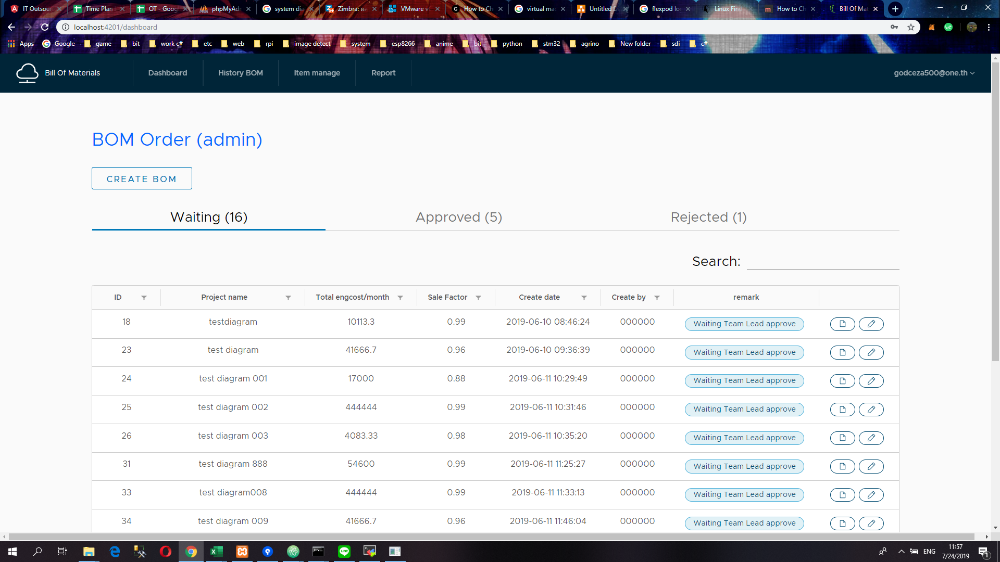 IT Outsou
Time Plan
OT - Goog
phpMyAdm
system dia
Zimbra:
VMware
How to Ch
virtual mac
Untitled D
flexpod lo
Linux Find
How to Ch
Bill Of Mat
localhost:4201/dashboard
Apps Google game bit work c# etc web rpi image detect system esp8266 anime bit python stm32 agrino New folder sdi c#
Bill Of Materials Dashboard History BOM Item manage Report godceza500@one.th
BOM Order (admin)
CREATE BOM
Waiting (16) Approved (5) Rejected (1)
Search:
ID Project name Total engcost/month Sale Factor Create date Create by remark
18 testdiagram 10113.3 0.99 2019-06-10 08:46:24 000000 Waiting Team Lead approve
23 test diagram 41666.7 0.96 2019-06-10 09:36:39 000000 Waiting Team Lead approve
24 test diagram 001 17000 0.88 2019-06-11 10:29:49 000000 Waiting Team Lead approve
25 test diagram 002 444444 0.99 2019-06-11 10:31:46 000000 Waiting Team Lead approve
26 test diagram 003 4083.33 0.98 2019-06-11 10:35:20 000000 Waiting Team Lead approve
31 test diagram 888 54600 0.99 2019-06-11 11:25:27 000000 Waiting Team Lead approve
33 test diagram008 444444 0.99 2019-06-11 11:33:13 000000 Waiting Team Lead approve
34 test diagram 009 41666.7 0.96 2019-06-11 11:46:04 000000 Waiting Team Lead approve
ENG
11:57
7/24/2019
1